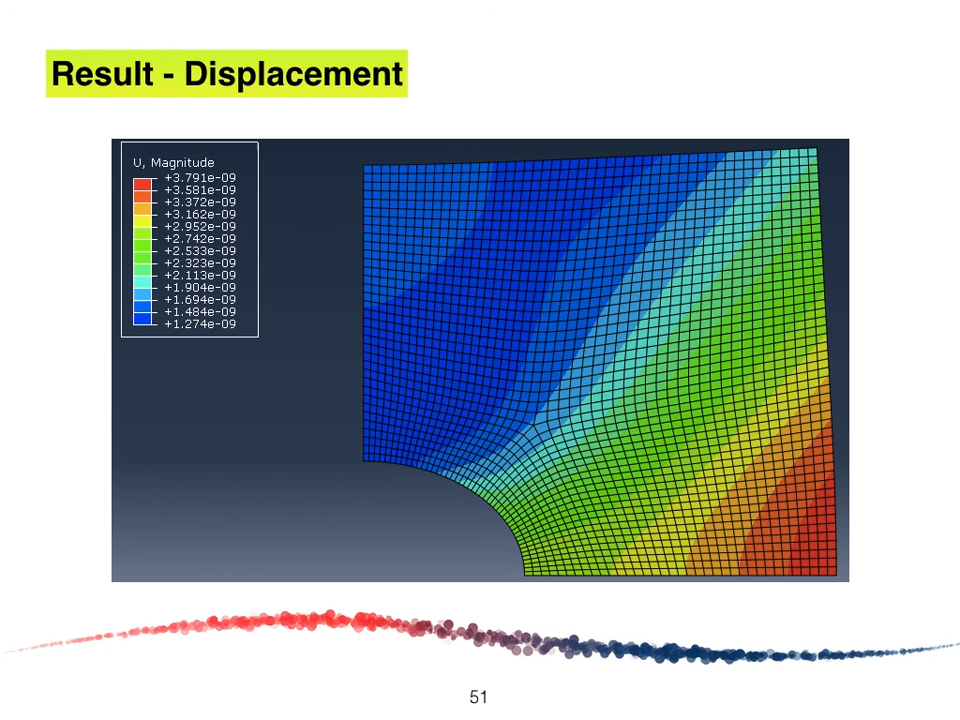 Result - Displacement
U, Magnitude
+3.791e-09
+3.581e-09
+3.372e-09
+3.162e-09
+2.952e-09
+2.742e-09
+2.533e-09
+2.323e-09
+2.113e-09
+1.904e-09
+1.694e-09
+1.484e-09
+1.274e-09
51